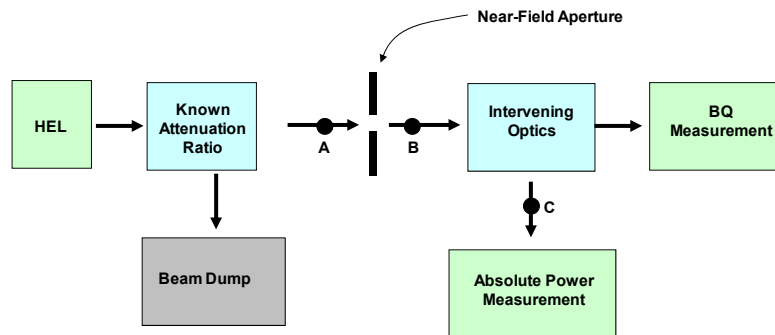 Near-Field Aperture
HEL
Known
Attenuation
Ratio
A
B
Intervening
Optics
BQ
Measurement
C
Beam Dump
Absolute Power
Measurement